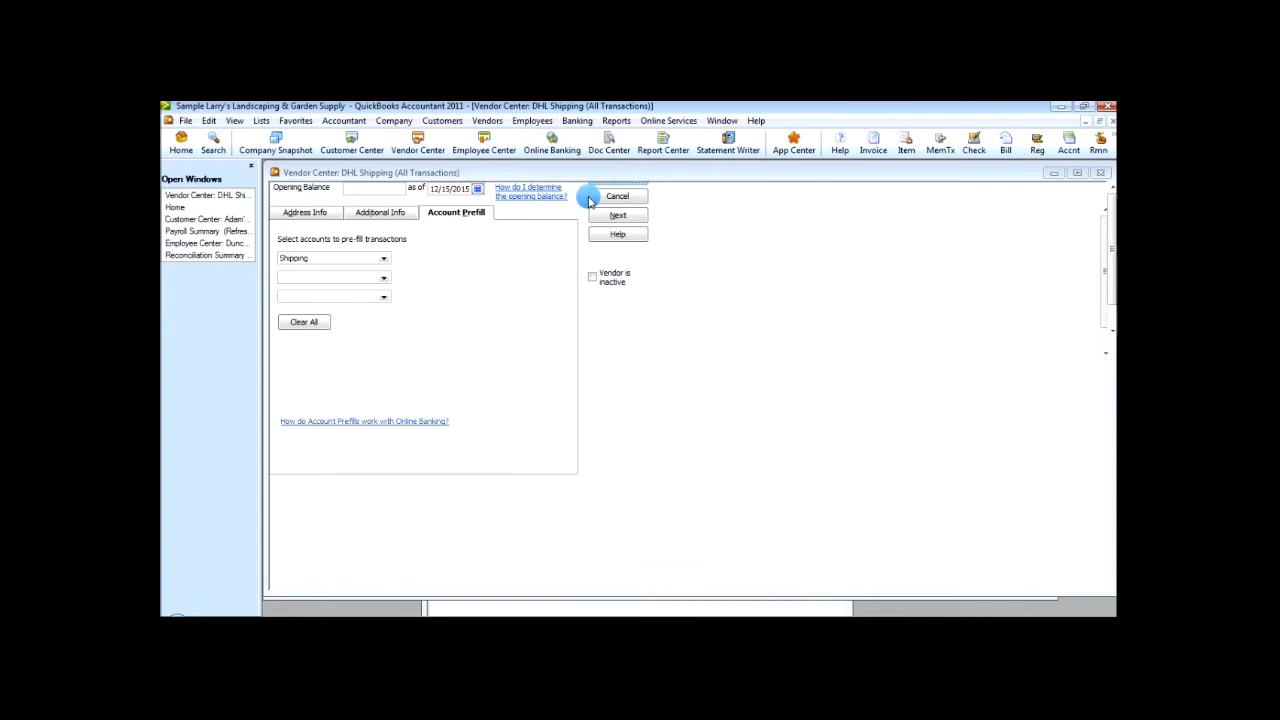 Sample Larry's Landscaping & Garden Supply - QuickBooks Accountant 2011 - [Vendor Center: DHL Shipping (All Transactions)]
File Edit View Lists Favorites Accountant Company Customers Vendors Employees Banking Reports Online Services Window Help
Home Search Company Snapshot Customer Center Vendor Center Employee Center Online Banking Doc Center Report Center Statement Writer App Center Help Invoice Item MemTx Check Bill Reg Accnt Rmn
Open Windows
Vendor Center: DHL Shi...
Home
Customer Center: Adam'...
Payroll Summary (Refres...
Employee Center: Dunc...
Reconciliation Summary ...
Vendor Center: DHL Shipping (All Transactions)
Opening Balance as of 12/15/2015
How do I determine
the opening balance?
Cancel
Next
Help
Address Info Additional Info Account Prefill
Select accounts to pre-fill transactions
Shipping
Vendor is
inactive
Clear All
How do Account Prefills work with Online Banking?